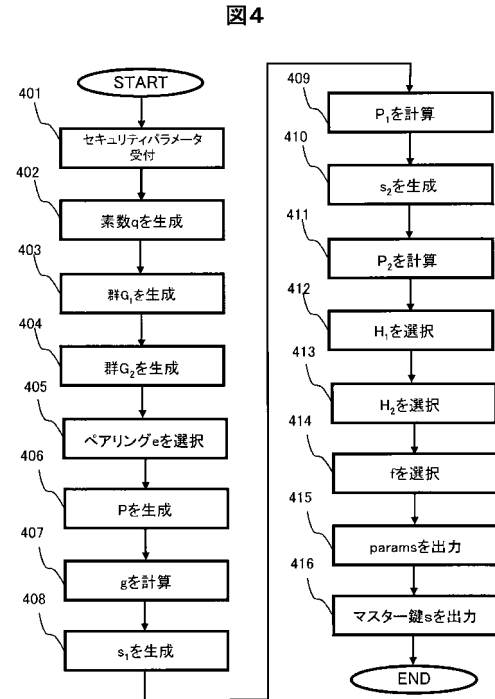 図4
START
401
セキュリティパラメータ
受付
402
素数qを生成
403
群G₁を生成
404
群G₂を生成
405
ペアリングeを選択
406
Pを生成
407
gを計算
408
s₁を生成
409
P₁を計算
410
s₂を生成
411
P₂を計算
412
H₁を選択
413
H₂を選択
414
fを選択
415
paramsを出力
416
マスター鍵sを出力
END